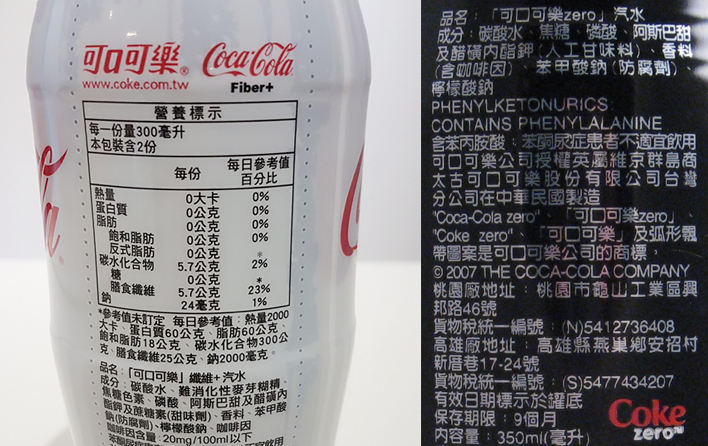 可口可樂® Coca-Cola
www.coke.com.tw Fiber+
營養標示
每一份量300毫升
本包裝含2份
每份 每日參考值百分比
熱量 0大卡 0%
蛋白質 0公克 0%
脂肪 0公克 0%
飽和脂肪 0公克 0%
反式脂肪 0公克 *
碳水化合物 5.7公克 2%
糖 0公克 *
膳食纖維 5.7公克 23%
鈉 24毫克 1%
*參考值未訂定 每日參考值：熱量2000
大卡、蛋白質60公克、脂肪60公克、
飽和脂肪18公克、碳水化合物300公
克、膳食纖維25公克、鈉2000毫克。
品名：「可口可樂」纖維+汽水
成分：碳酸水、難消化性麥芽糊精、
焦糖色素、磷酸、阿斯巴甜及醋磺內
酯鉀及蔗糖素(甜味劑)、香料、苯甲酸
鈉(防腐劑)、檸檬酸鈉、咖啡因
咖啡因含量：20mg/100ml以下
品名：「可口可樂zero」汽水
成分：碳酸水、焦糖、磷酸、阿斯巴甜
及醋磺內酯鉀(人工甘味料)、香料
(含咖啡因)、苯甲酸鈉(防腐劑)、
檸檬酸鈉
PHENYLKETONURICS:
CONTAINS PHENYLALANINE
含苯丙胺酸：苯酮尿症患者不適宜飲用
可口可樂公司授權英屬維京群島商
太古可口可樂股份有限公司台灣
分公司在中華民國製造
"Coca-Cola zero"、「可口可樂zero」、
"Coke zero"、「可口可樂」及弧形飄
帶圖案是可口可樂公司的商標。
© 2007 THE COCA-COLA COMPANY
桃園廠地址：桃園市龜山工業區興
邦路46號
貨物稅統一編號：(N)5412736408
高雄廠地址：高雄縣燕巢鄉安招村
新厝巷17-24號
貨物稅統一編號：(S)5477434207
有效日期標示於罐底
保存期限：9個月
內容量：350ml(毫升)
Coke
zero™